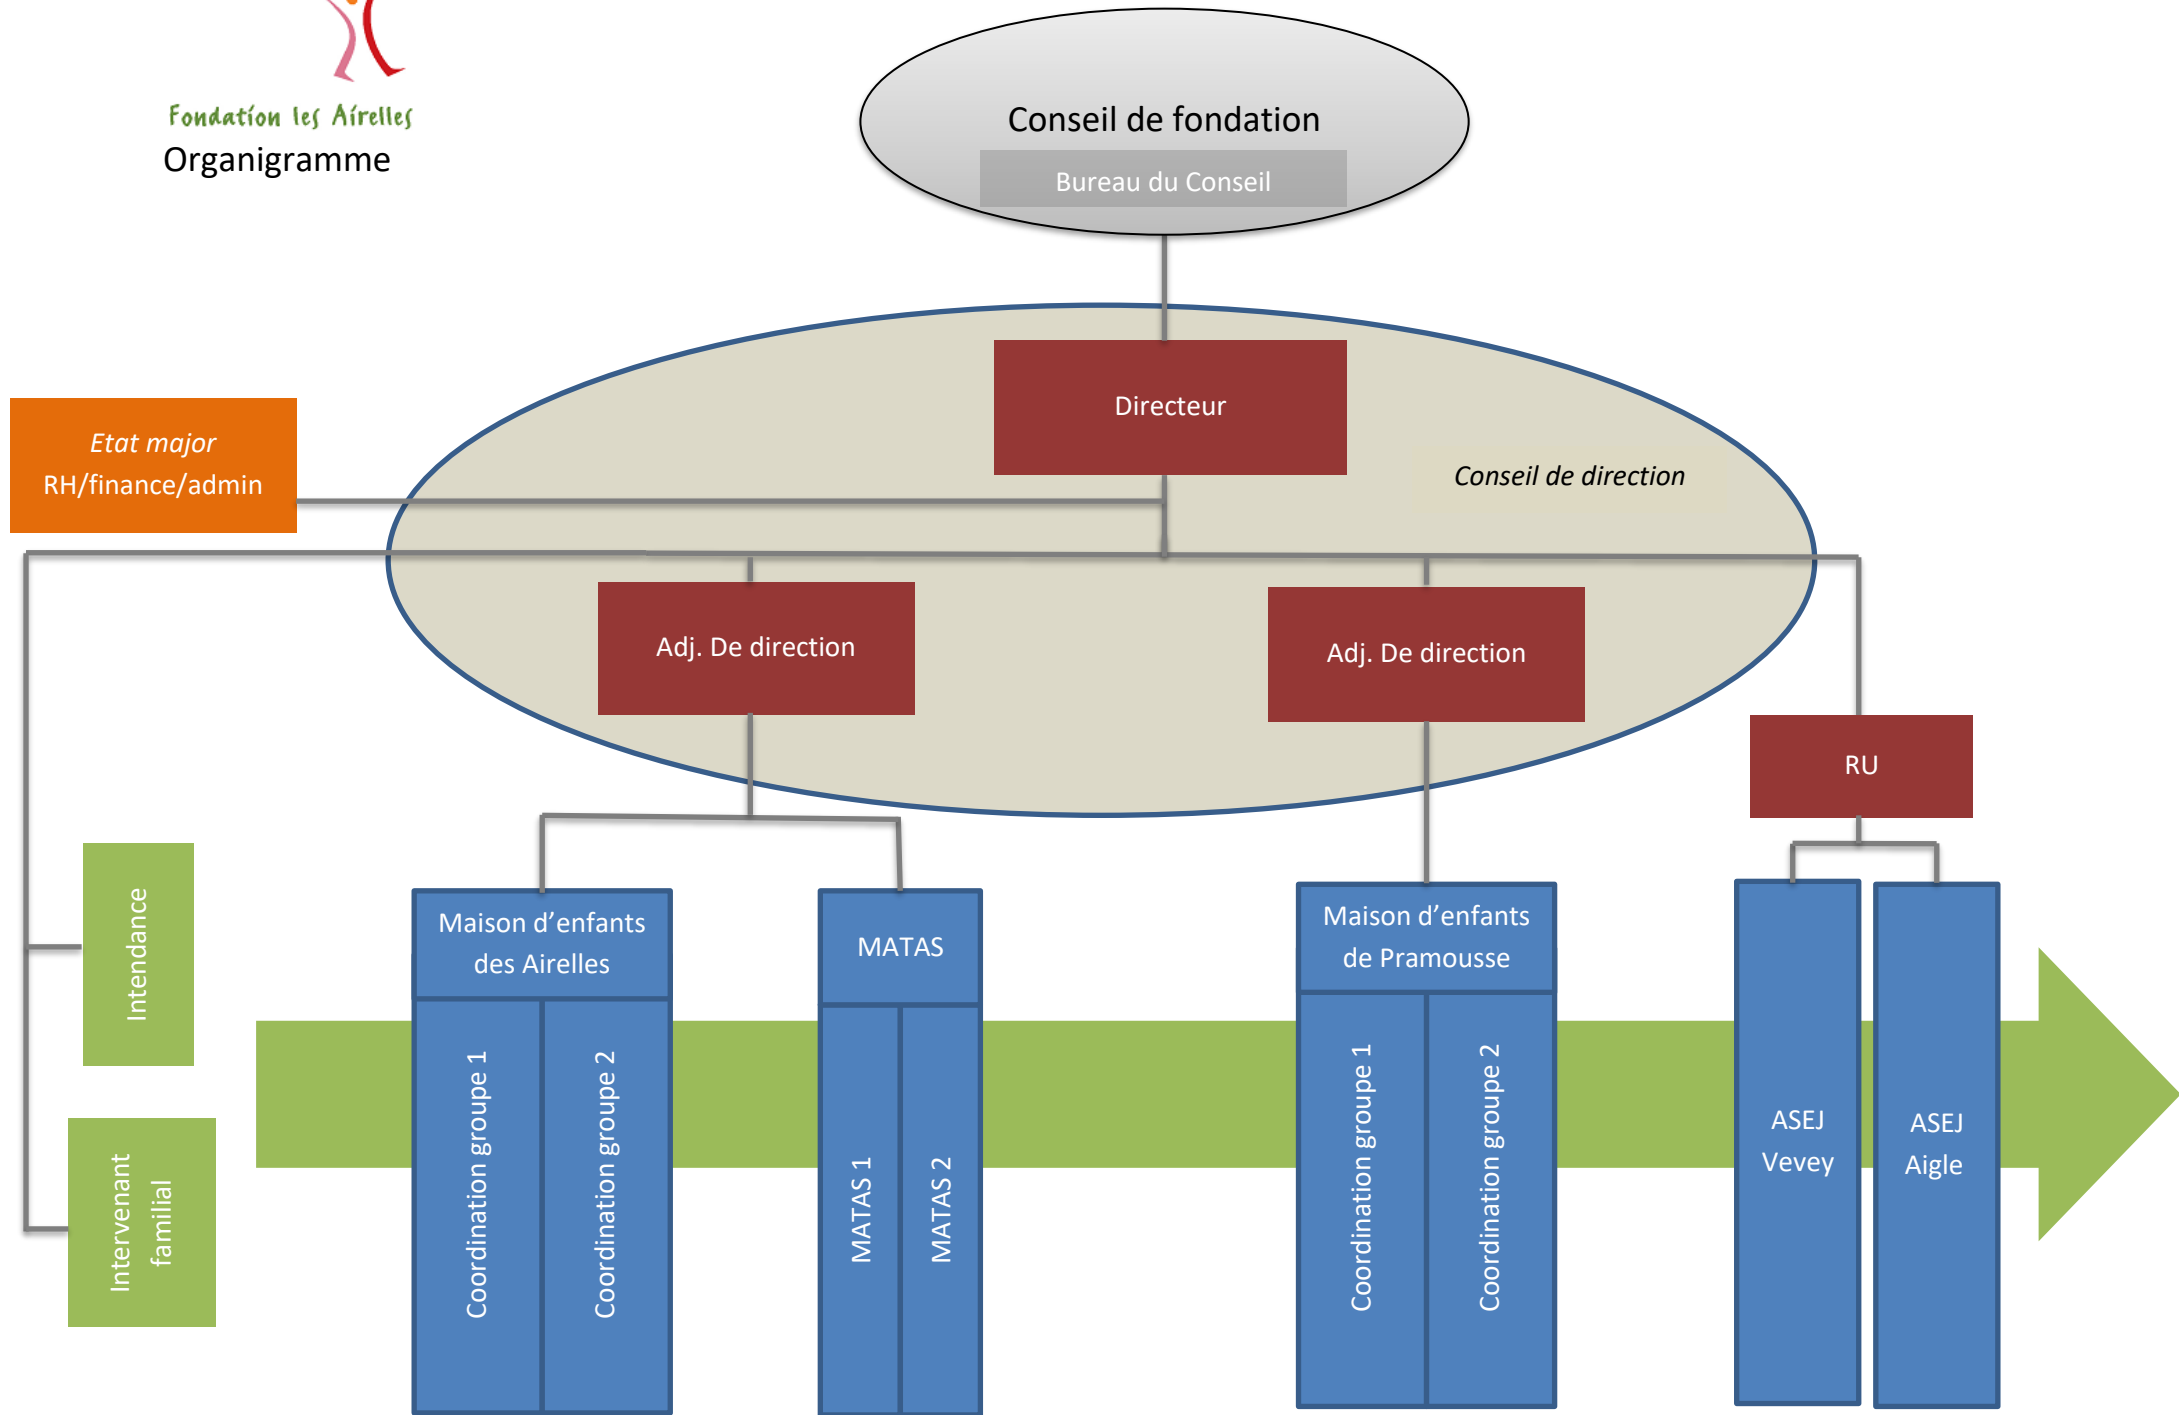 Fondation les Airelles
Organigramme
Conseil de fondation
Bureau du Conseil
Directeur
Etat major
RH/finance/admin
Conseil de direction
Adj. De direction
Adj. De direction
RU
Intendance
Intervenant
familial
Maison d’enfants
des Airelles
Coordination groupe 1
Coordination groupe 2
MATAS
MATAS 1
MATAS 2
Maison d’enfants
de Pramousse
Coordination groupe 1
Coordination groupe 2
ASEJ
Vevey
ASEJ
Aigle